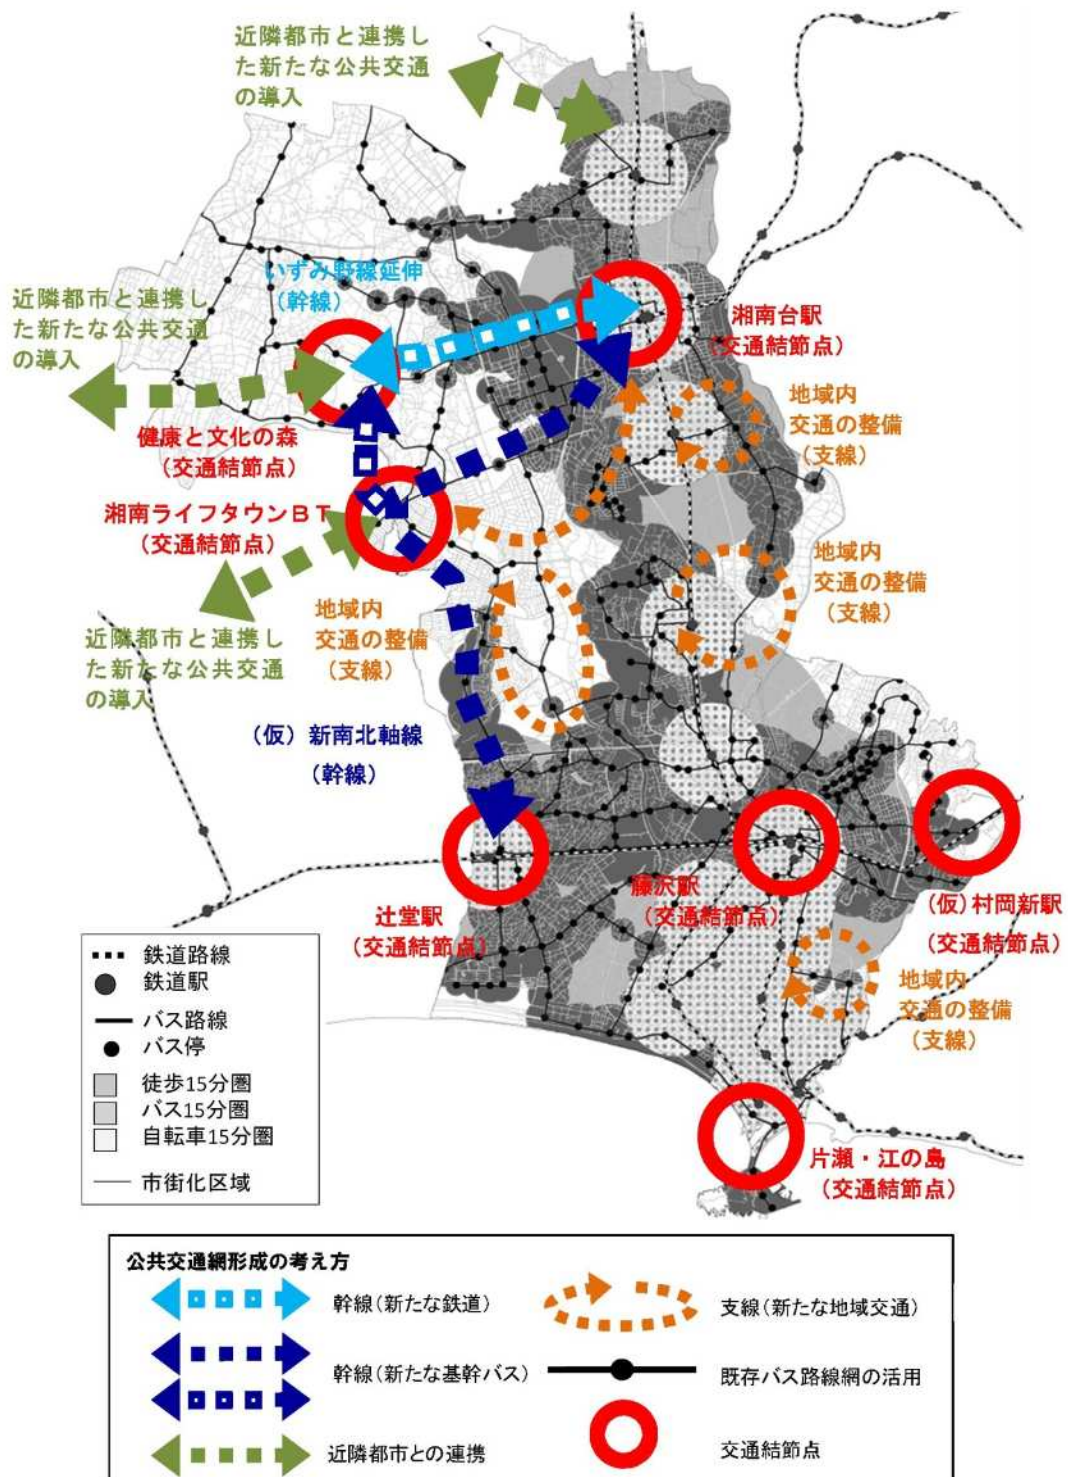 近隣都市と連携し
た新たな公共交通
の導入
いずみ野線延伸
（幹線）
近隣都市と連携し
た新たな公共交通
の導入
湘南台駅
（交通結節点）
地域内
交通の整備
（支線）
健康と文化の森
（交通結節点）
湘南ライフタウンＢＴ
（交通結節点）
地域内
交通の整備
（支線）
地域内
交通の整備
（支線）
近隣都市と連携し
た新たな公共交通
の導入
（仮）新南北軸線
（幹線）
辻堂駅
（交通結節点）
藤沢駅
（交通結節点）
（仮）村岡新駅
（交通結節点）
地域内
交通の整備
（支線）
片瀬・江の島
（交通結節点）
鉄道路線
鉄道駅
バス路線
バス停
徒歩15分圏
バス15分圏
自転車15分圏
市街化区域
公共交通網形成の考え方
幹線（新たな鉄道）
支線（新たな地域交通）
幹線（新たな基幹バス）
既存バス路線網の活用
近隣都市との連携
交通結節点